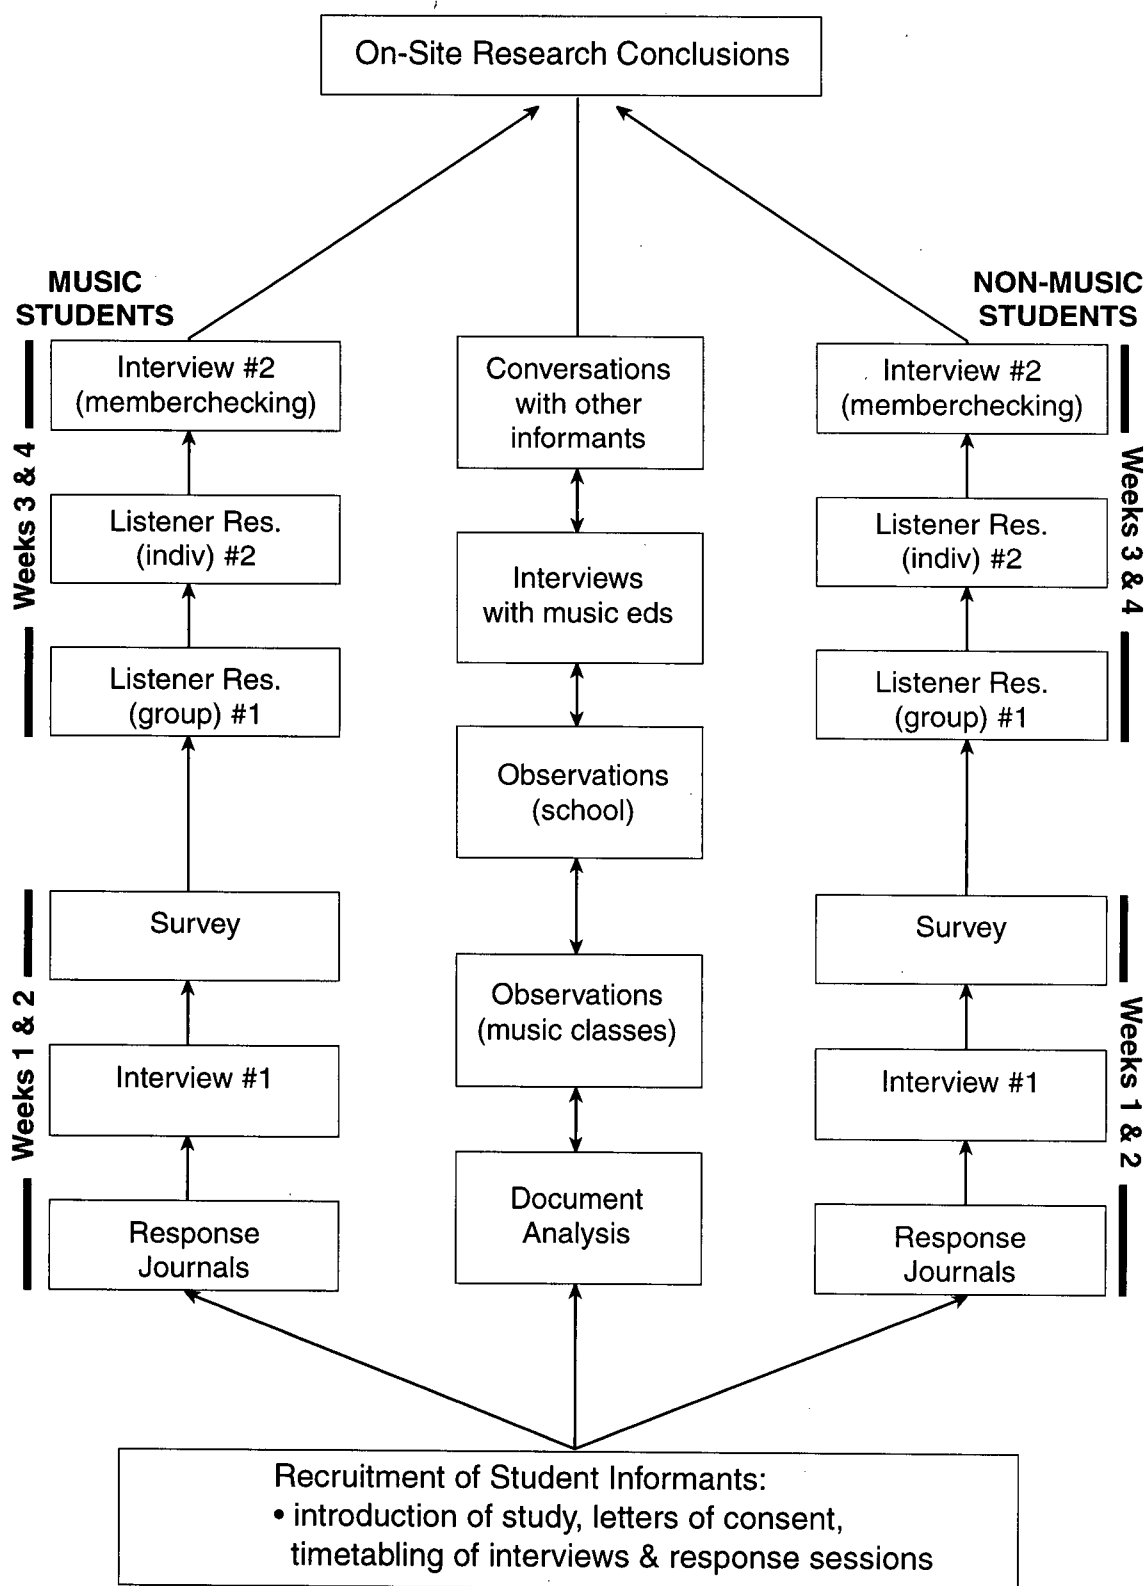 On-Site Research Conclusions
MUSIC
STUDENTS
NON-MUSIC
STUDENTS
Weeks 3 & 4
Interview #2
(memberchecking)
Listener Res.
(indiv) #2
Listener Res.
(group) #1
Weeks 1 & 2
Survey
Interview #1
Response
Journals
Conversations
with other
informants
Interviews
with music eds
Observations
(school)
Observations
(music classes)
Document
Analysis
Interview #2
(memberchecking)
Listener Res.
(indiv) #2
Listener Res.
(group) #1
Weeks 3 & 4
Survey
Interview #1
Response
Journals
Weeks 1 & 2
Recruitment of Student Informants:
• introduction of study, letters of consent,
timetabling of interviews & response sessions